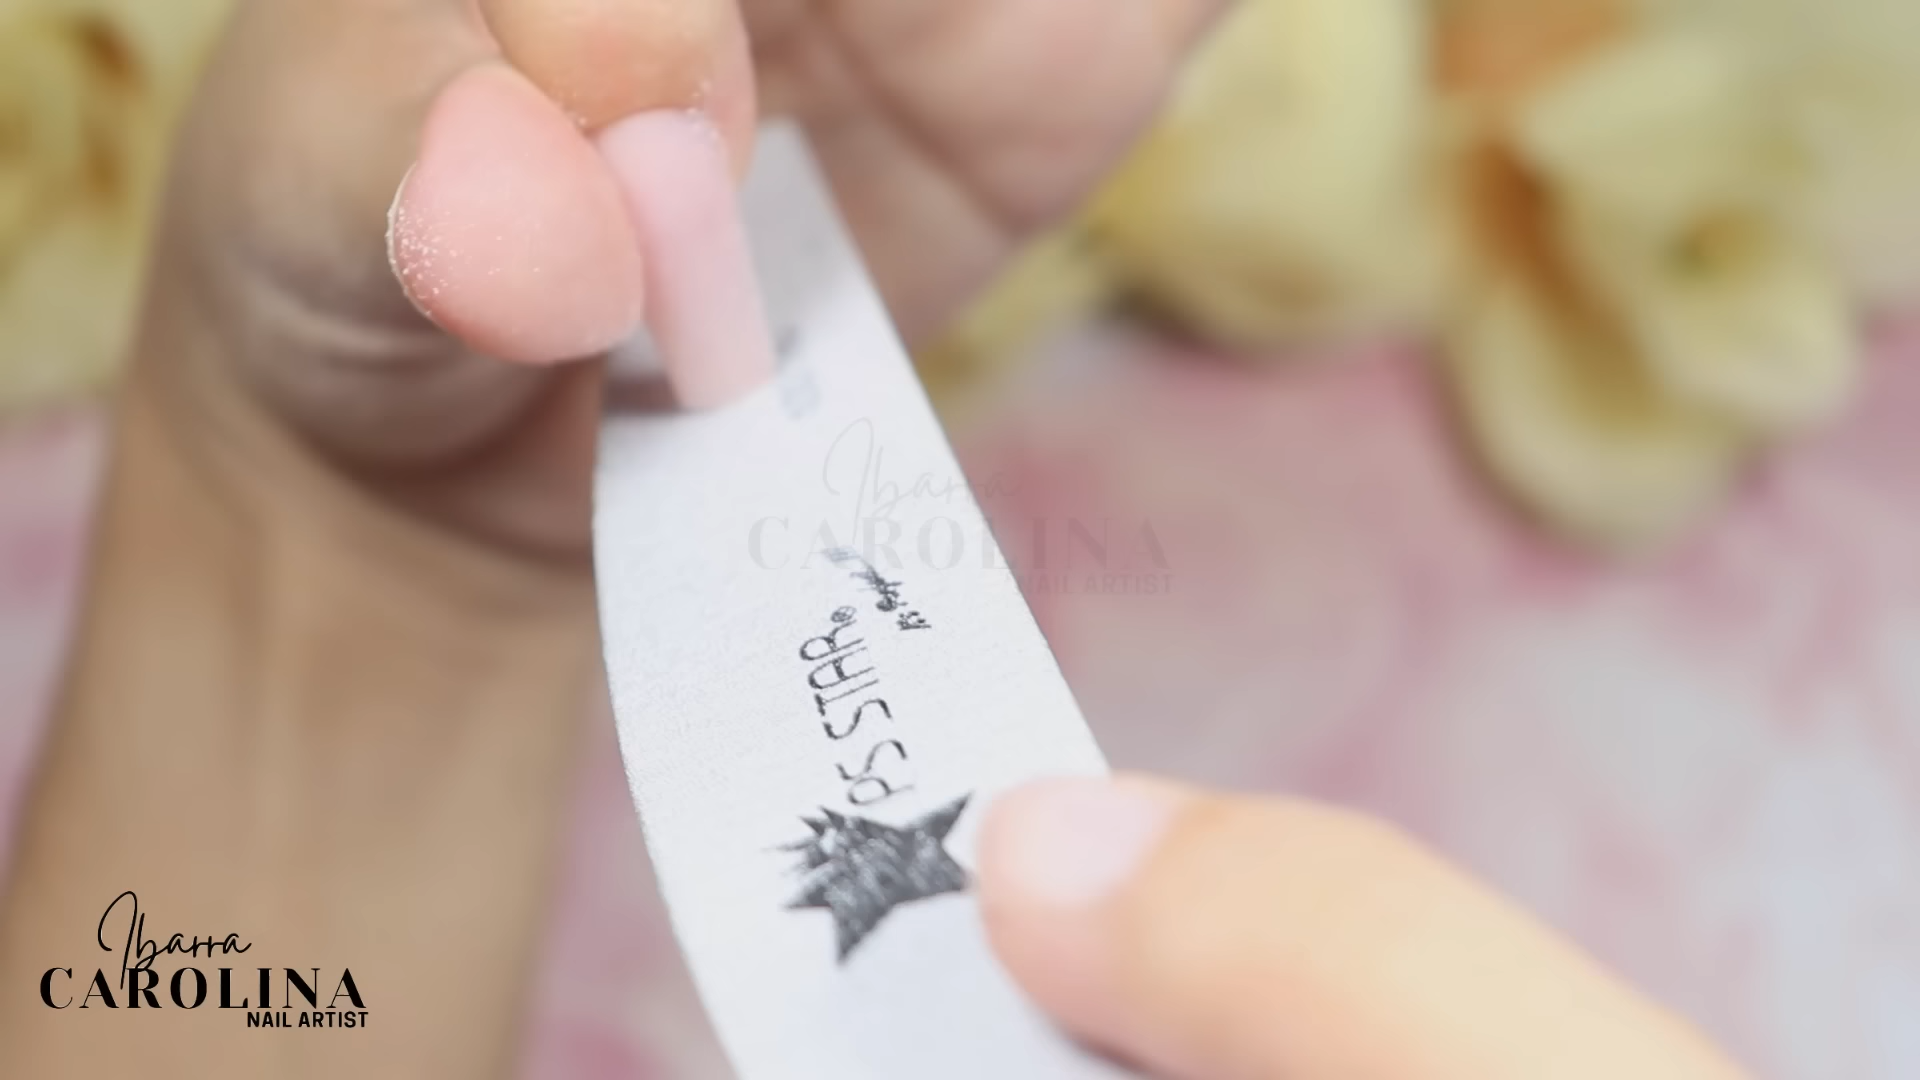 Ibarra
CAROLINA
NAIL ARTIST
PS STAR®
Ibarra
CAROLINA
NAIL ARTIST